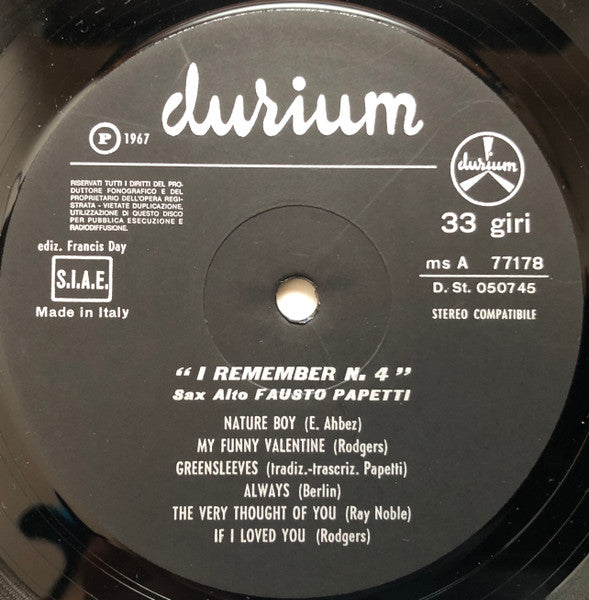 durium
P 1967
durium
RISERVATI TUTTI I DIRITTI DEL PRO-
DUTTORE FONOGRAFICO E DEL
PROPRIETARIO DELL'OPERA REGI-
STRATA - VIETATE DUPLICAZIONE,
UTILIZZAZIONE DI QUESTO DISCO
PER PUBBLICA ESECUZIONE E
RADIODIFFUSIONE.
33 giri
ediz. Francis Day
S.I.A.E.
Made in Italy
ms A 77178
D. St. 050745
STEREO COMPATIBILE
"I REMEMBER N. 4"
Sax Alto FAUSTO PAPETTI
NATURE BOY (E. Ahbez)
MY FUNNY VALENTINE (Rodgers)
GREENSLEEVES (tradiz.-trascriz. Papetti)
ALWAYS (Berlin)
THE VERY THOUGHT OF YOU (Ray Noble)
IF I LOVED YOU (Rodgers)